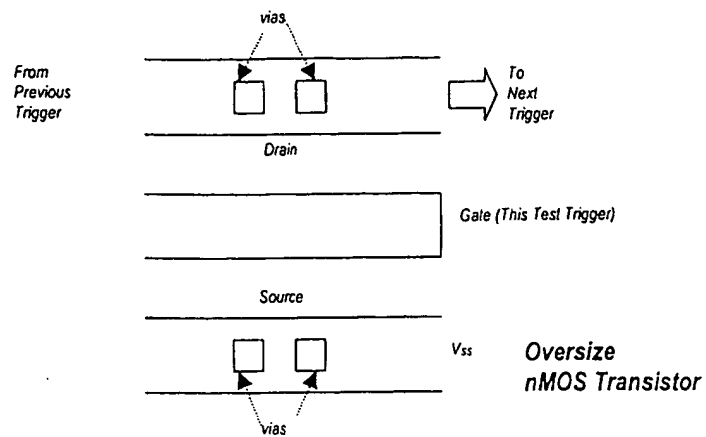 vias
From
Previous
Trigger
To
Next
Trigger
Drain
Gate (This Test Trigger)
Source
Vss
Oversize
nMOS Transistor
vias